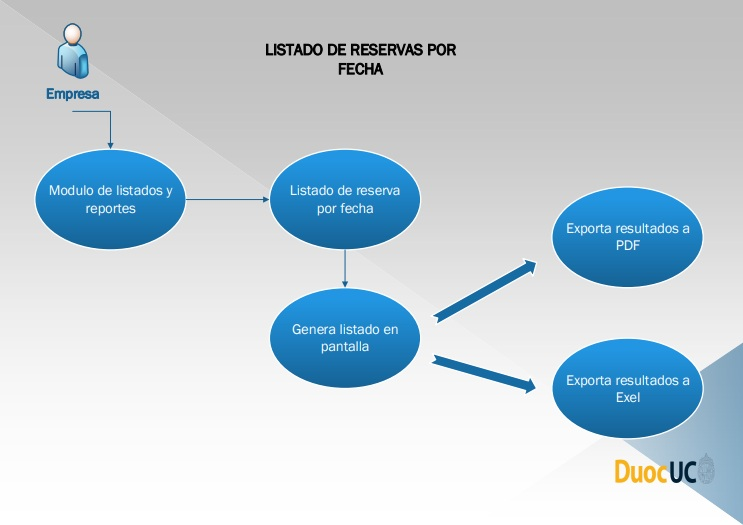 LISTADO DE RESERVAS POR
FECHA
Empresa
Modulo de listados y
reportes
Listado de reserva
por fecha
Exporta resultados a
PDF
Genera listado en
pantalla
Exporta resultados a
Exel
DuocUC